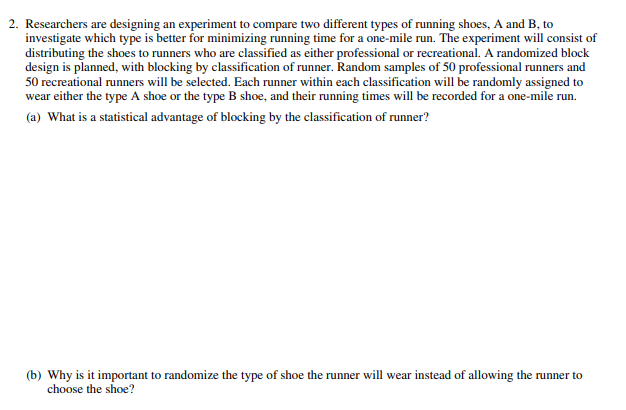 2. Researchers are designing an experiment to compare two different types of running shoes, A and B, to
investigate which type is better for minimizing running time for a one-mile run. The experiment will consist of
distributing the shoes to runners who are classified as either professional or recreational. A randomized block
design is planned, with blocking by classification of runner. Random samples of 50 professional runners and
50 recreational runners will be selected. Each runner within each classification will be randomly assigned to
wear either the type A shoe or the type B shoe, and their running times will be recorded for a one-mile run.
(a) What is a statistical advantage of blocking by the classification of runner?
(b) Why is it important to randomize the type of shoe the runner will wear instead of allowing the runner to
choose the shoe?